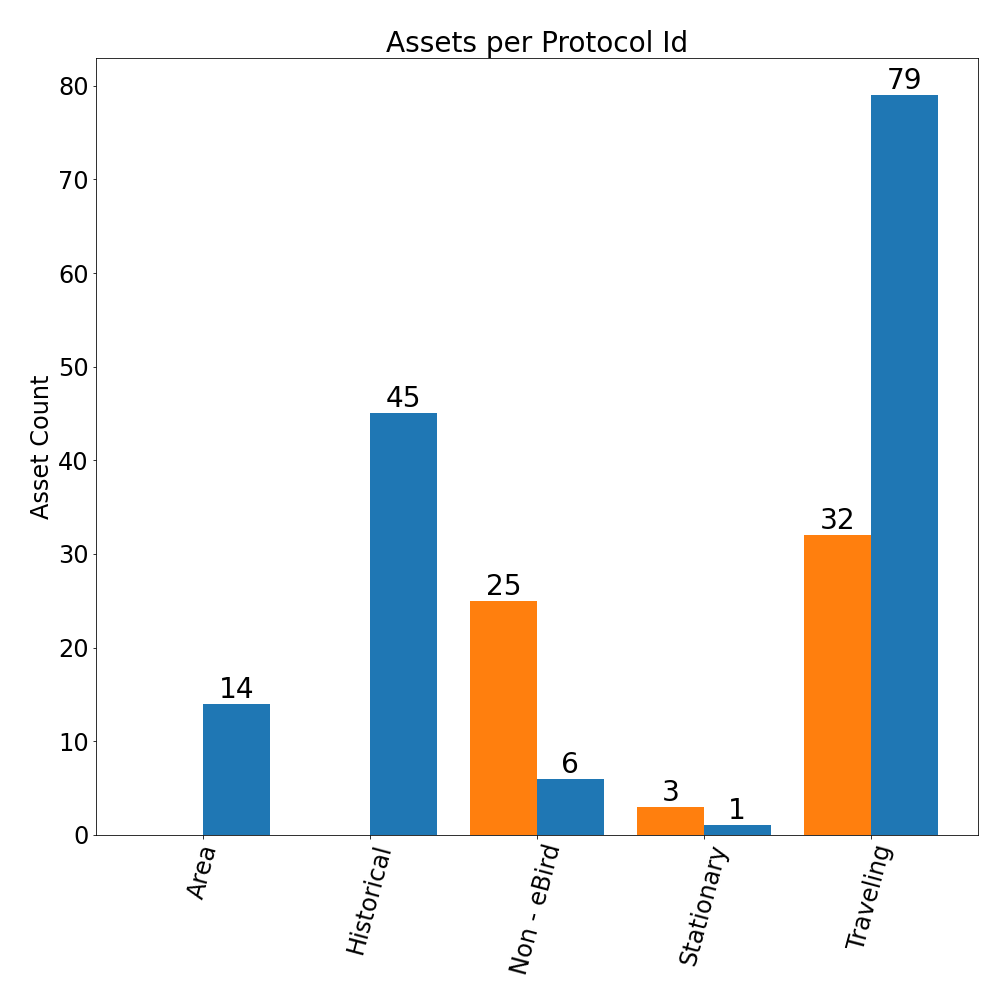 Assets per Protocol Id
Asset Count
80
70
60
50
40
30
20
10
0
14
45
25
6
3
1
32
79
Area
Historical
Non - eBird
Stationary
Traveling